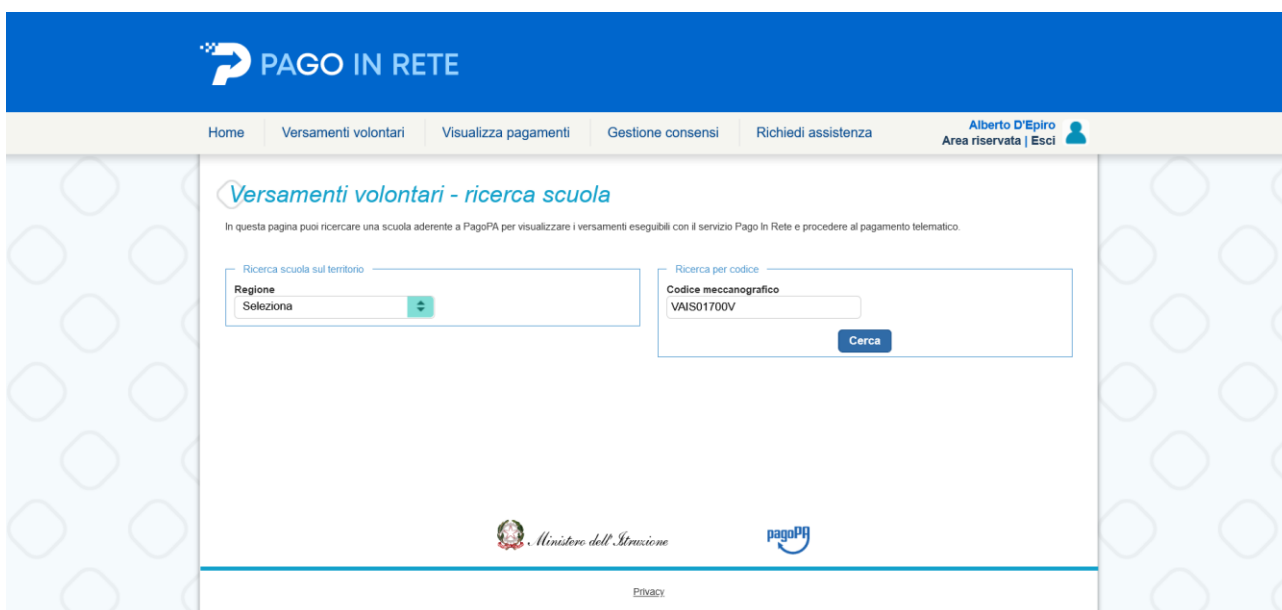 PAGO IN RETE
Home
Versamenti volontari
Visualizza pagamenti
Gestione consensi
Richiedi assistenza
Alberto D'Epiro
Area riservata | Esci
Versamenti volontari - ricerca scuola
In questa pagina puoi ricercare una scuola aderente a PagoPA per visualizzare i versamenti eseguibili con il servizio Pago In Rete e procedere al pagamento telematico.
Ricerca scuola sul territorio
Regione
Seleziona
Ricerca per codice
Codice meccanografico
VAIS01700V
Cerca
Ministero dell'Istruzione
pagoPA
Privacy